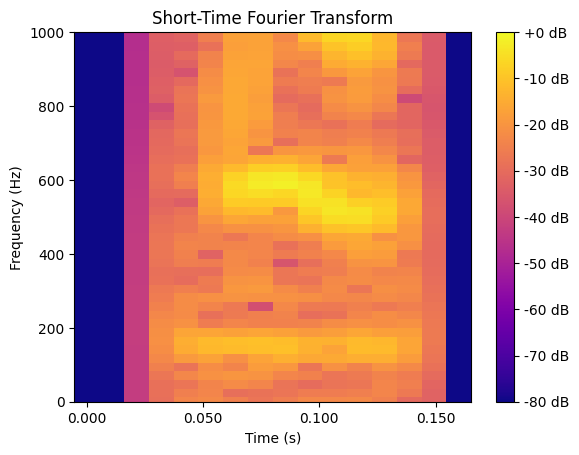 Short-Time Fourier Transform
1000
800
600
400
200
0
Frequency (Hz)
0.000
0.050
0.100
0.150
Time (s)
+0 dB
-10 dB
-20 dB
-30 dB
-40 dB
-50 dB
-60 dB
-70 dB
-80 dB